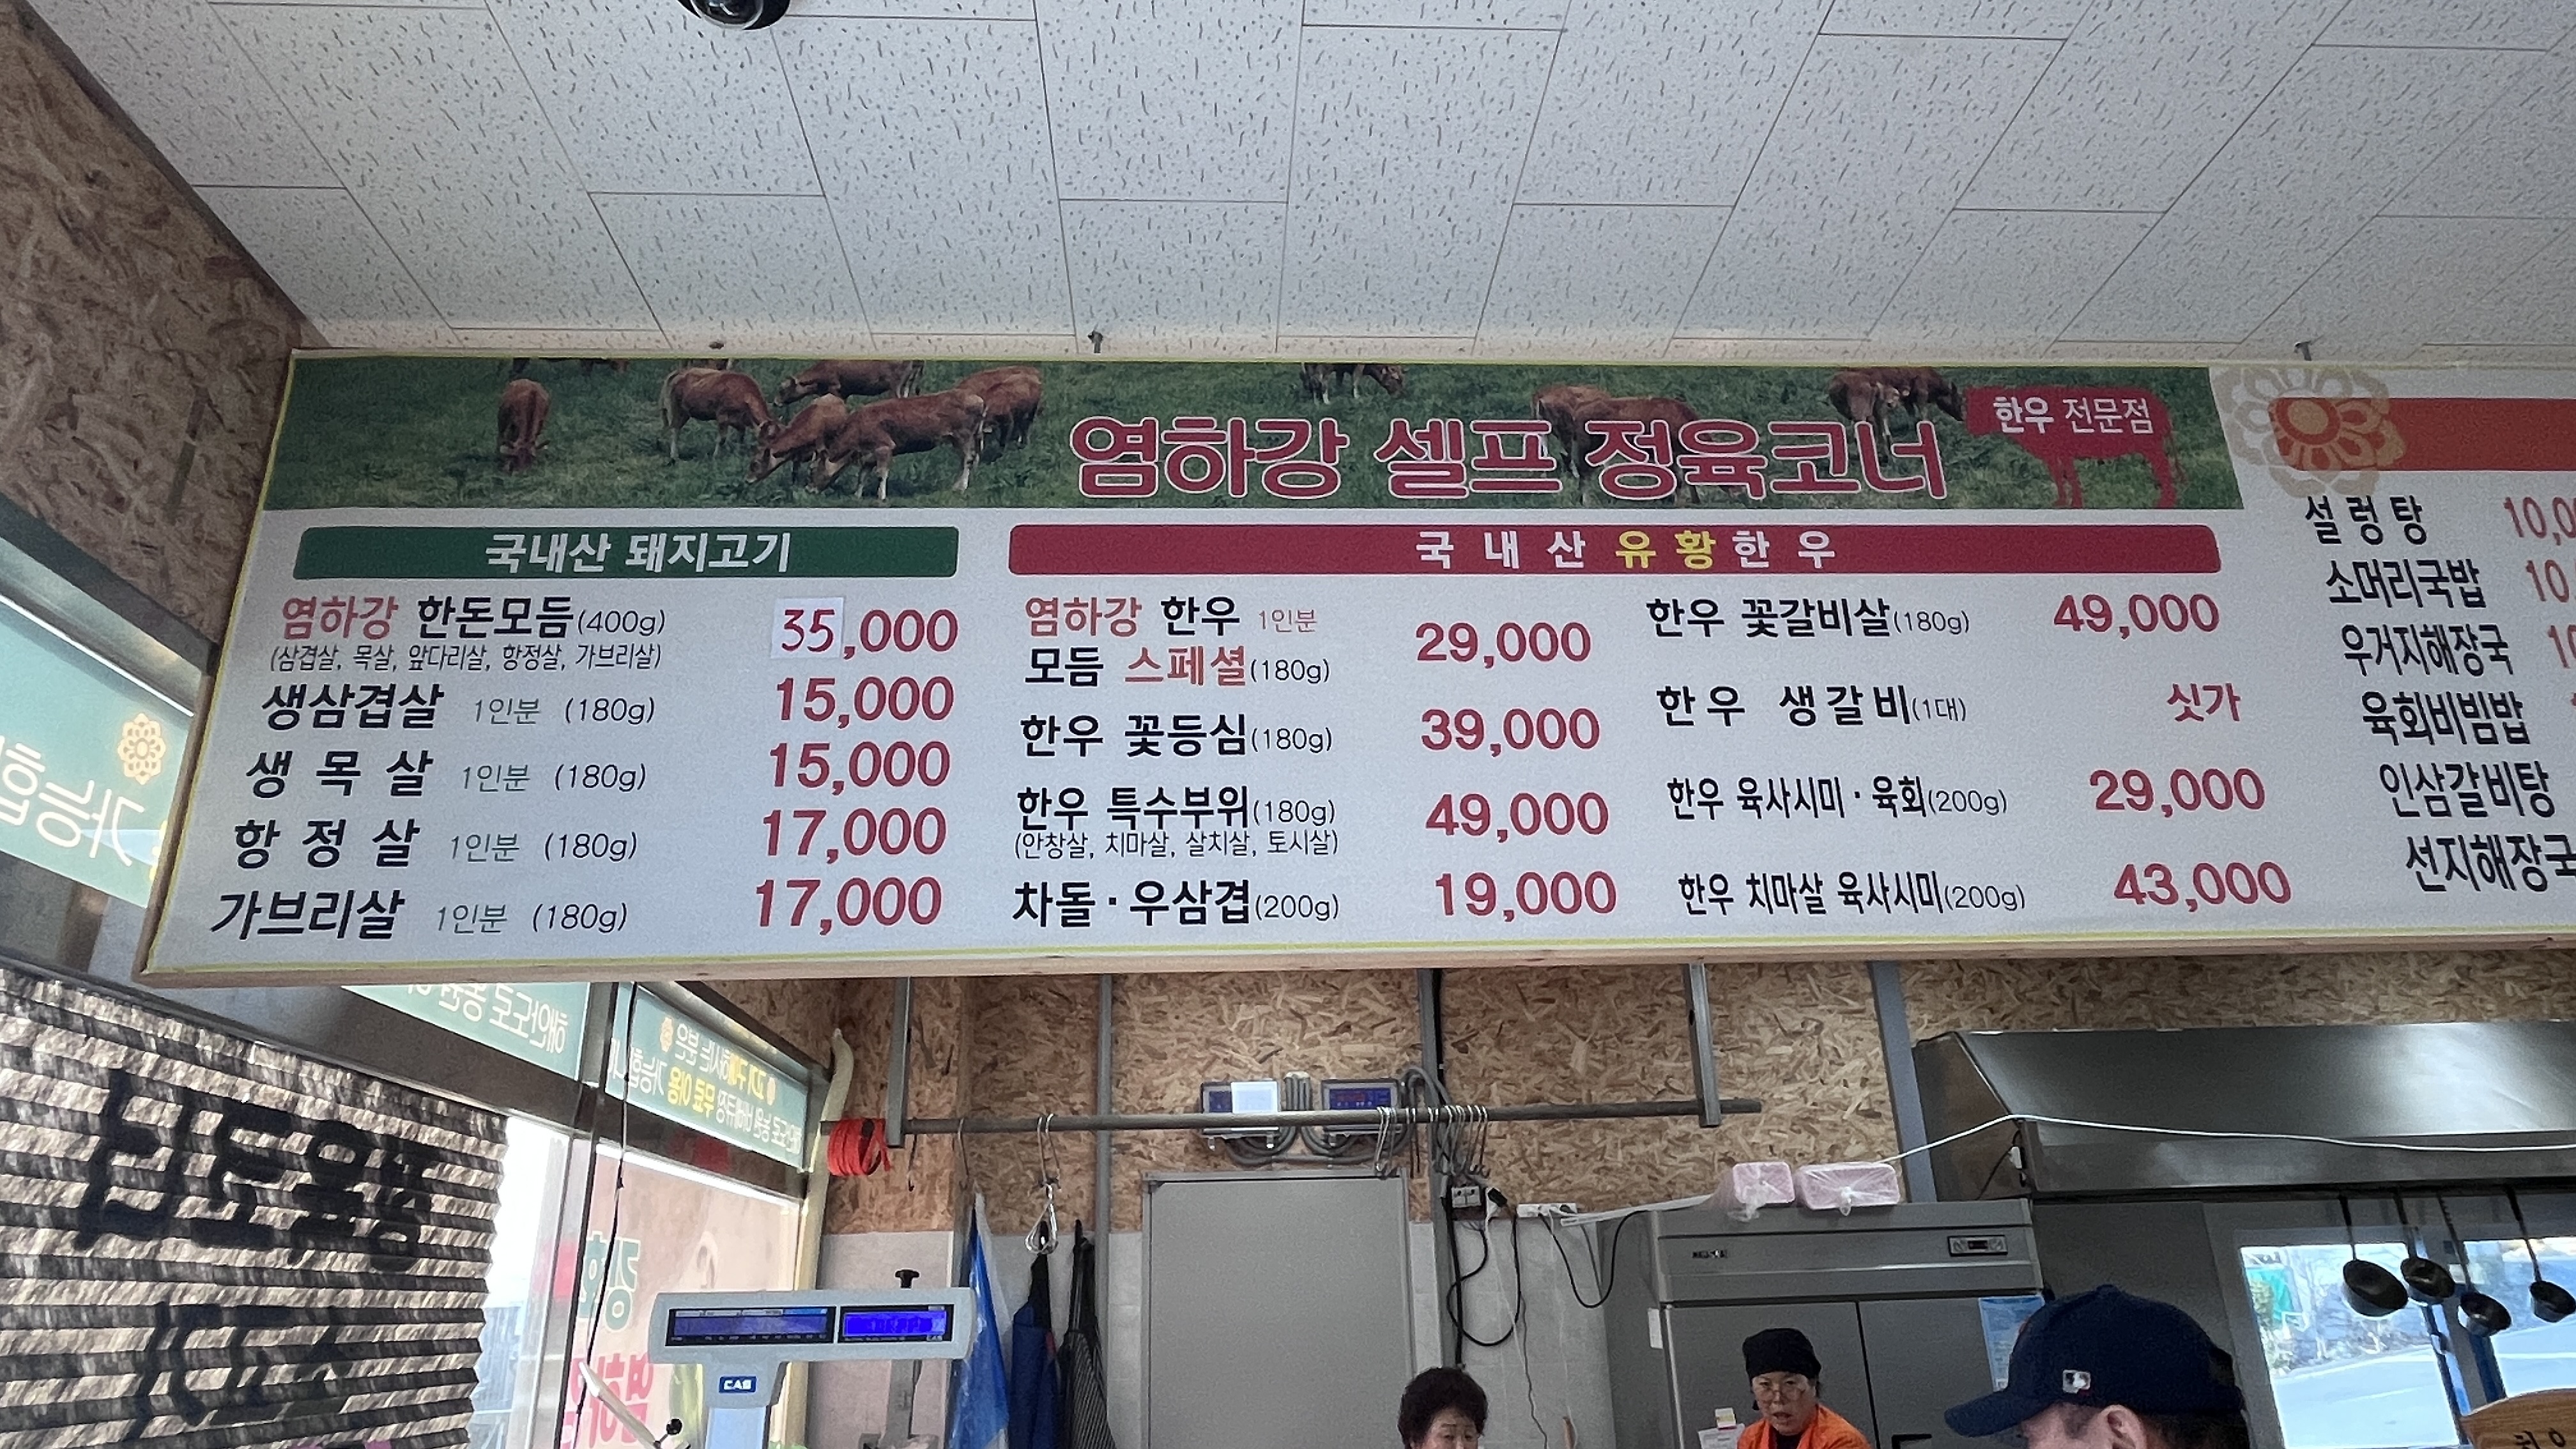 염하강 셀프 정육코너
한우 전문점
국내산 돼지고기
염하강 한돈모듬(400g) 35,000
(삼겹살, 목살, 앞다리살, 항정살, 가브리살)
생삼겹살 1인분 (180g) 15,000
생목살 1인분 (180g) 15,000
항정살 1인분 (180g) 17,000
가브리살 1인분 (180g) 17,000
국내산 유황한우
염하강 한우 1인분
모듬 스페셜(180g) 29,000
한우 꽃등심(180g) 39,000
한우 특수부위(180g) 49,000
(안창살, 치마살, 살치살, 토시살)
차돌·우삼겹(200g) 19,000
한우 꽃갈비살(180g) 49,000
한우 생갈비(1대) 싯가
한우 육사시미·육회(200g) 29,000
한우 치마살 육사시미(200g) 43,000
설렁탕 10,0
소머리국밥 10,
우거지해장국 1
육회비빔밥
인삼갈비탕
선지해장국
CAS